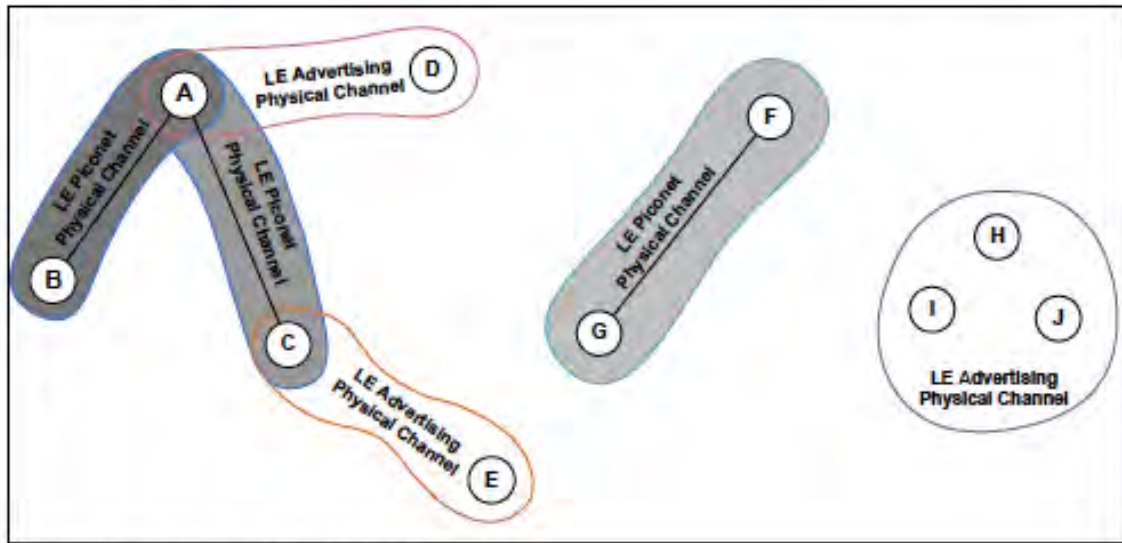 A
LE Piconet
Physical Channel
B
LE Piconet
Physical Channel
C
LE Advertising
Physical Channel
D
LE Advertising
Physical Channel
E
F
LE Piconet
Physical Channel
G
H
I
J
LE Advertising
Physical Channel